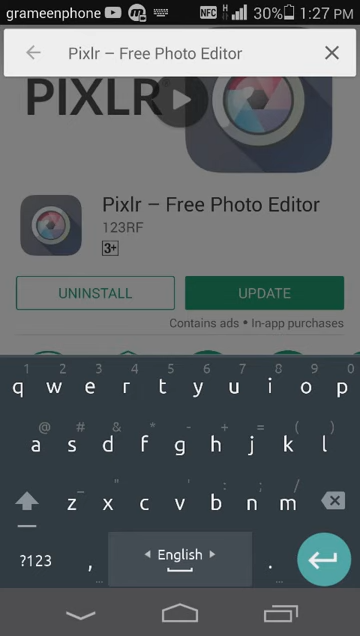 grameenphone NFC H 30% 1:27 PM
Pixlr – Free Photo Editor
PIXLR
Pixlr – Free Photo Editor
123RF
3+
UNINSTALL UPDATE
Contains ads • In-app purchases
1 2 3 4 5 6 7 8 9 0
q w e r t y u i o p
@ # & * - + = ( )
a s d f g h j k l
_ " ' : ; /
z x c v b n m
?123 , English .